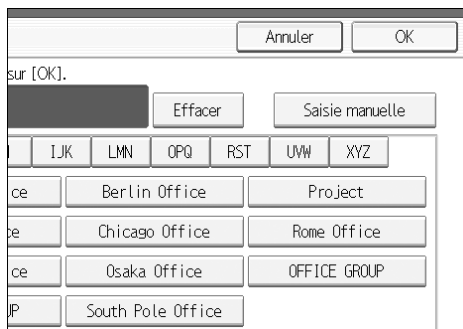 Annuler OK
sur [OK].
Effacer Saisie manuelle
IJK LMN OPQ RST UVW XYZ
ce Berlin Office Project
ce Chicago Office Rome Office
ce Osaka Office OFFICE GROUP
UP South Pole Office